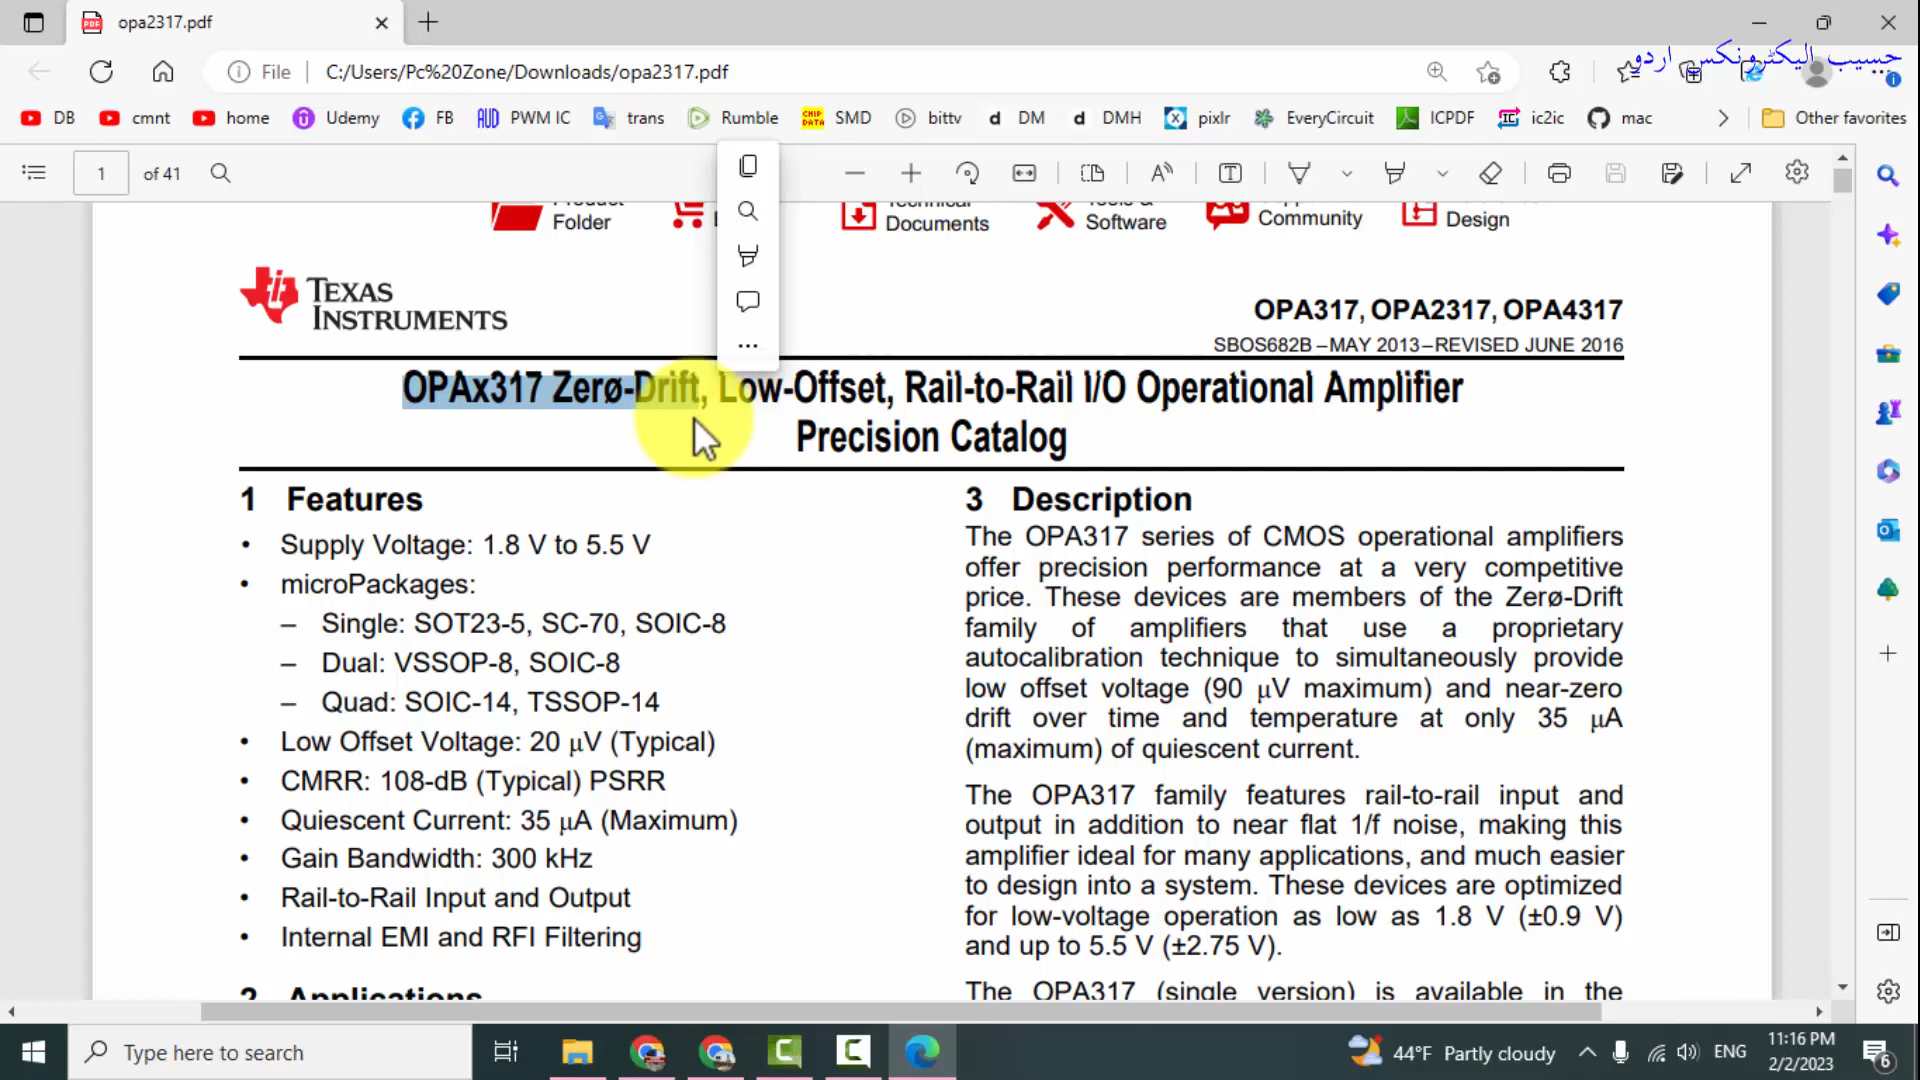 opa2317.pdf
File
C:/Users/Pc%20Zone/Downloads/opa2317.pdf
حسیب الیکٹرونکس اردو
DB
cmnt
home
Udemy
FB
AUD
PWM IC
trans
Rumble
CHIP DATA
SMD
bittv
d
DM
d
DMH
pixlr
EveryCircuit
ICPDF
ic2ic
mac
Other favorites
1
of 41
Folder
Technical
Documents
Software
Community
Design
TEXAS
INSTRUMENTS
OPA317, OPA2317, OPA4317
SBOS682B –MAY 2013–REVISED JUNE 2016
OPAx317 Zerø-Drift, Low-Offset, Rail-to-Rail I/O Operational Amplifier
Precision Catalog
1 Features
• Supply Voltage: 1.8 V to 5.5 V
• microPackages:
– Single: SOT23-5, SC-70, SOIC-8
– Dual: VSSOP-8, SOIC-8
– Quad: SOIC-14, TSSOP-14
• Low Offset Voltage: 20 μV (Typical)
• CMRR: 108-dB (Typical) PSRR
• Quiescent Current: 35 μA (Maximum)
• Gain Bandwidth: 300 kHz
• Rail-to-Rail Input and Output
• Internal EMI and RFI Filtering
2 Applications
3 Description
The OPA317 series of CMOS operational amplifiers
offer precision performance at a very competitive
price. These devices are members of the Zerø-Drift
family of amplifiers that use a proprietary
autocalibration technique to simultaneously provide
low offset voltage (90 μV maximum) and near-zero
drift over time and temperature at only 35 μA
(maximum) of quiescent current.
The OPA317 family features rail-to-rail input and
output in addition to near flat 1/f noise, making this
amplifier ideal for many applications, and much easier
to design into a system. These devices are optimized
for low-voltage operation as low as 1.8 V (±0.9 V)
and up to 5.5 V (±2.75 V).
The OPA317 (single version) is available in the
Type here to search
44°F Partly cloudy
ENG
11:16 PM
2/2/2023
6